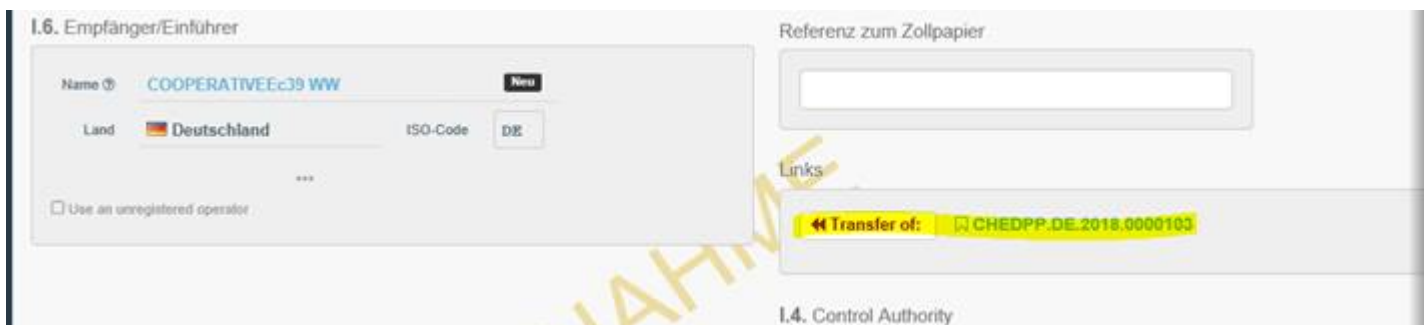 I.6. Empfänger/Einführer
Name
COOPERATIVEEc39 WW
Neu
Land
Deutschland
ISO-Code
DE
...
Use an unregistered operator
Referenz zum Zollpapier
Links
Transfer of:
CHEDPP.DE.2018.0000103
I.4. Control Authority
NAHME